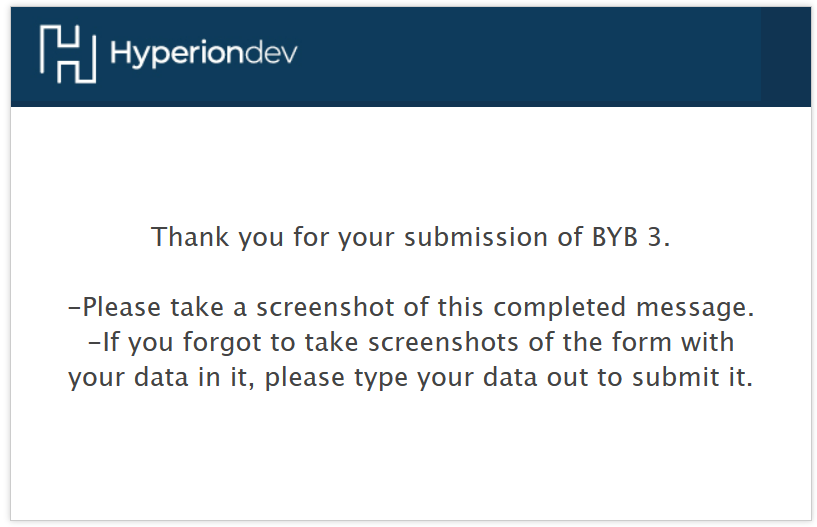 Hyperiondev
Thank you for your submission of BYB 3.
-Please take a screenshot of this completed message.
-If you forgot to take screenshots of the form with
your data in it, please type your data out to submit it.